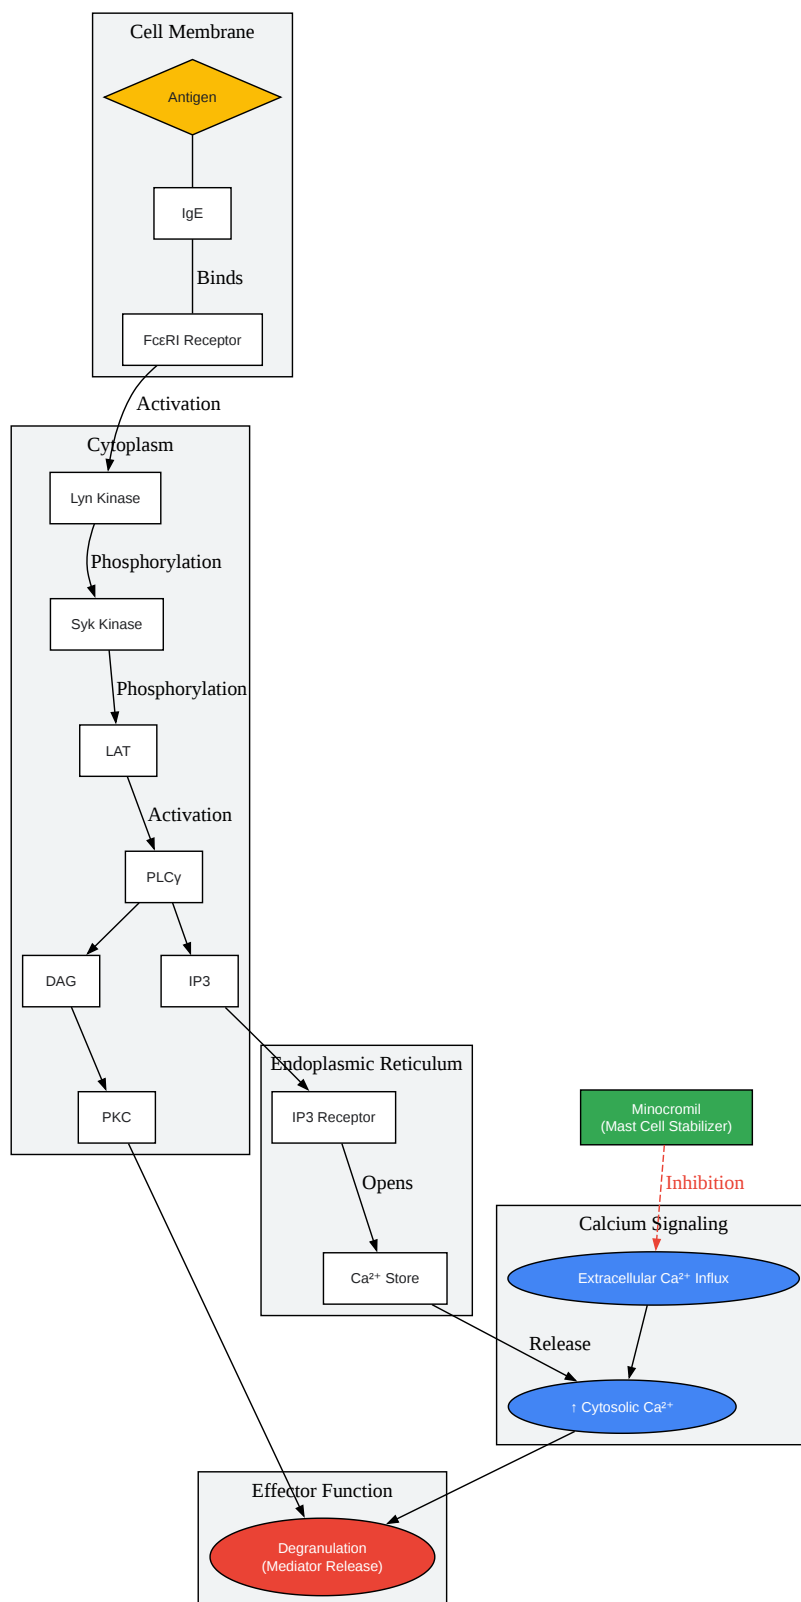 Cell Membrane
Antigen
IgE
Binds
FcεRI Receptor
Activation
Cytoplasm
Lyn Kinase
Phosphorylation
Syk Kinase
Phosphorylation
LAT
Activation
PLCγ
DAG
IP3
Endoplasmic Reticulum
PKC
IP3 Receptor
Minocromil
(Mast Cell Stabilizer)
Opens
Inhibition
Calcium Signaling
Ca²⁺ Store
Extracellular Ca²⁺ Influx
Release
↑ Cytosolic Ca²⁺
Effector Function
Degranulation
(Mediator Release)